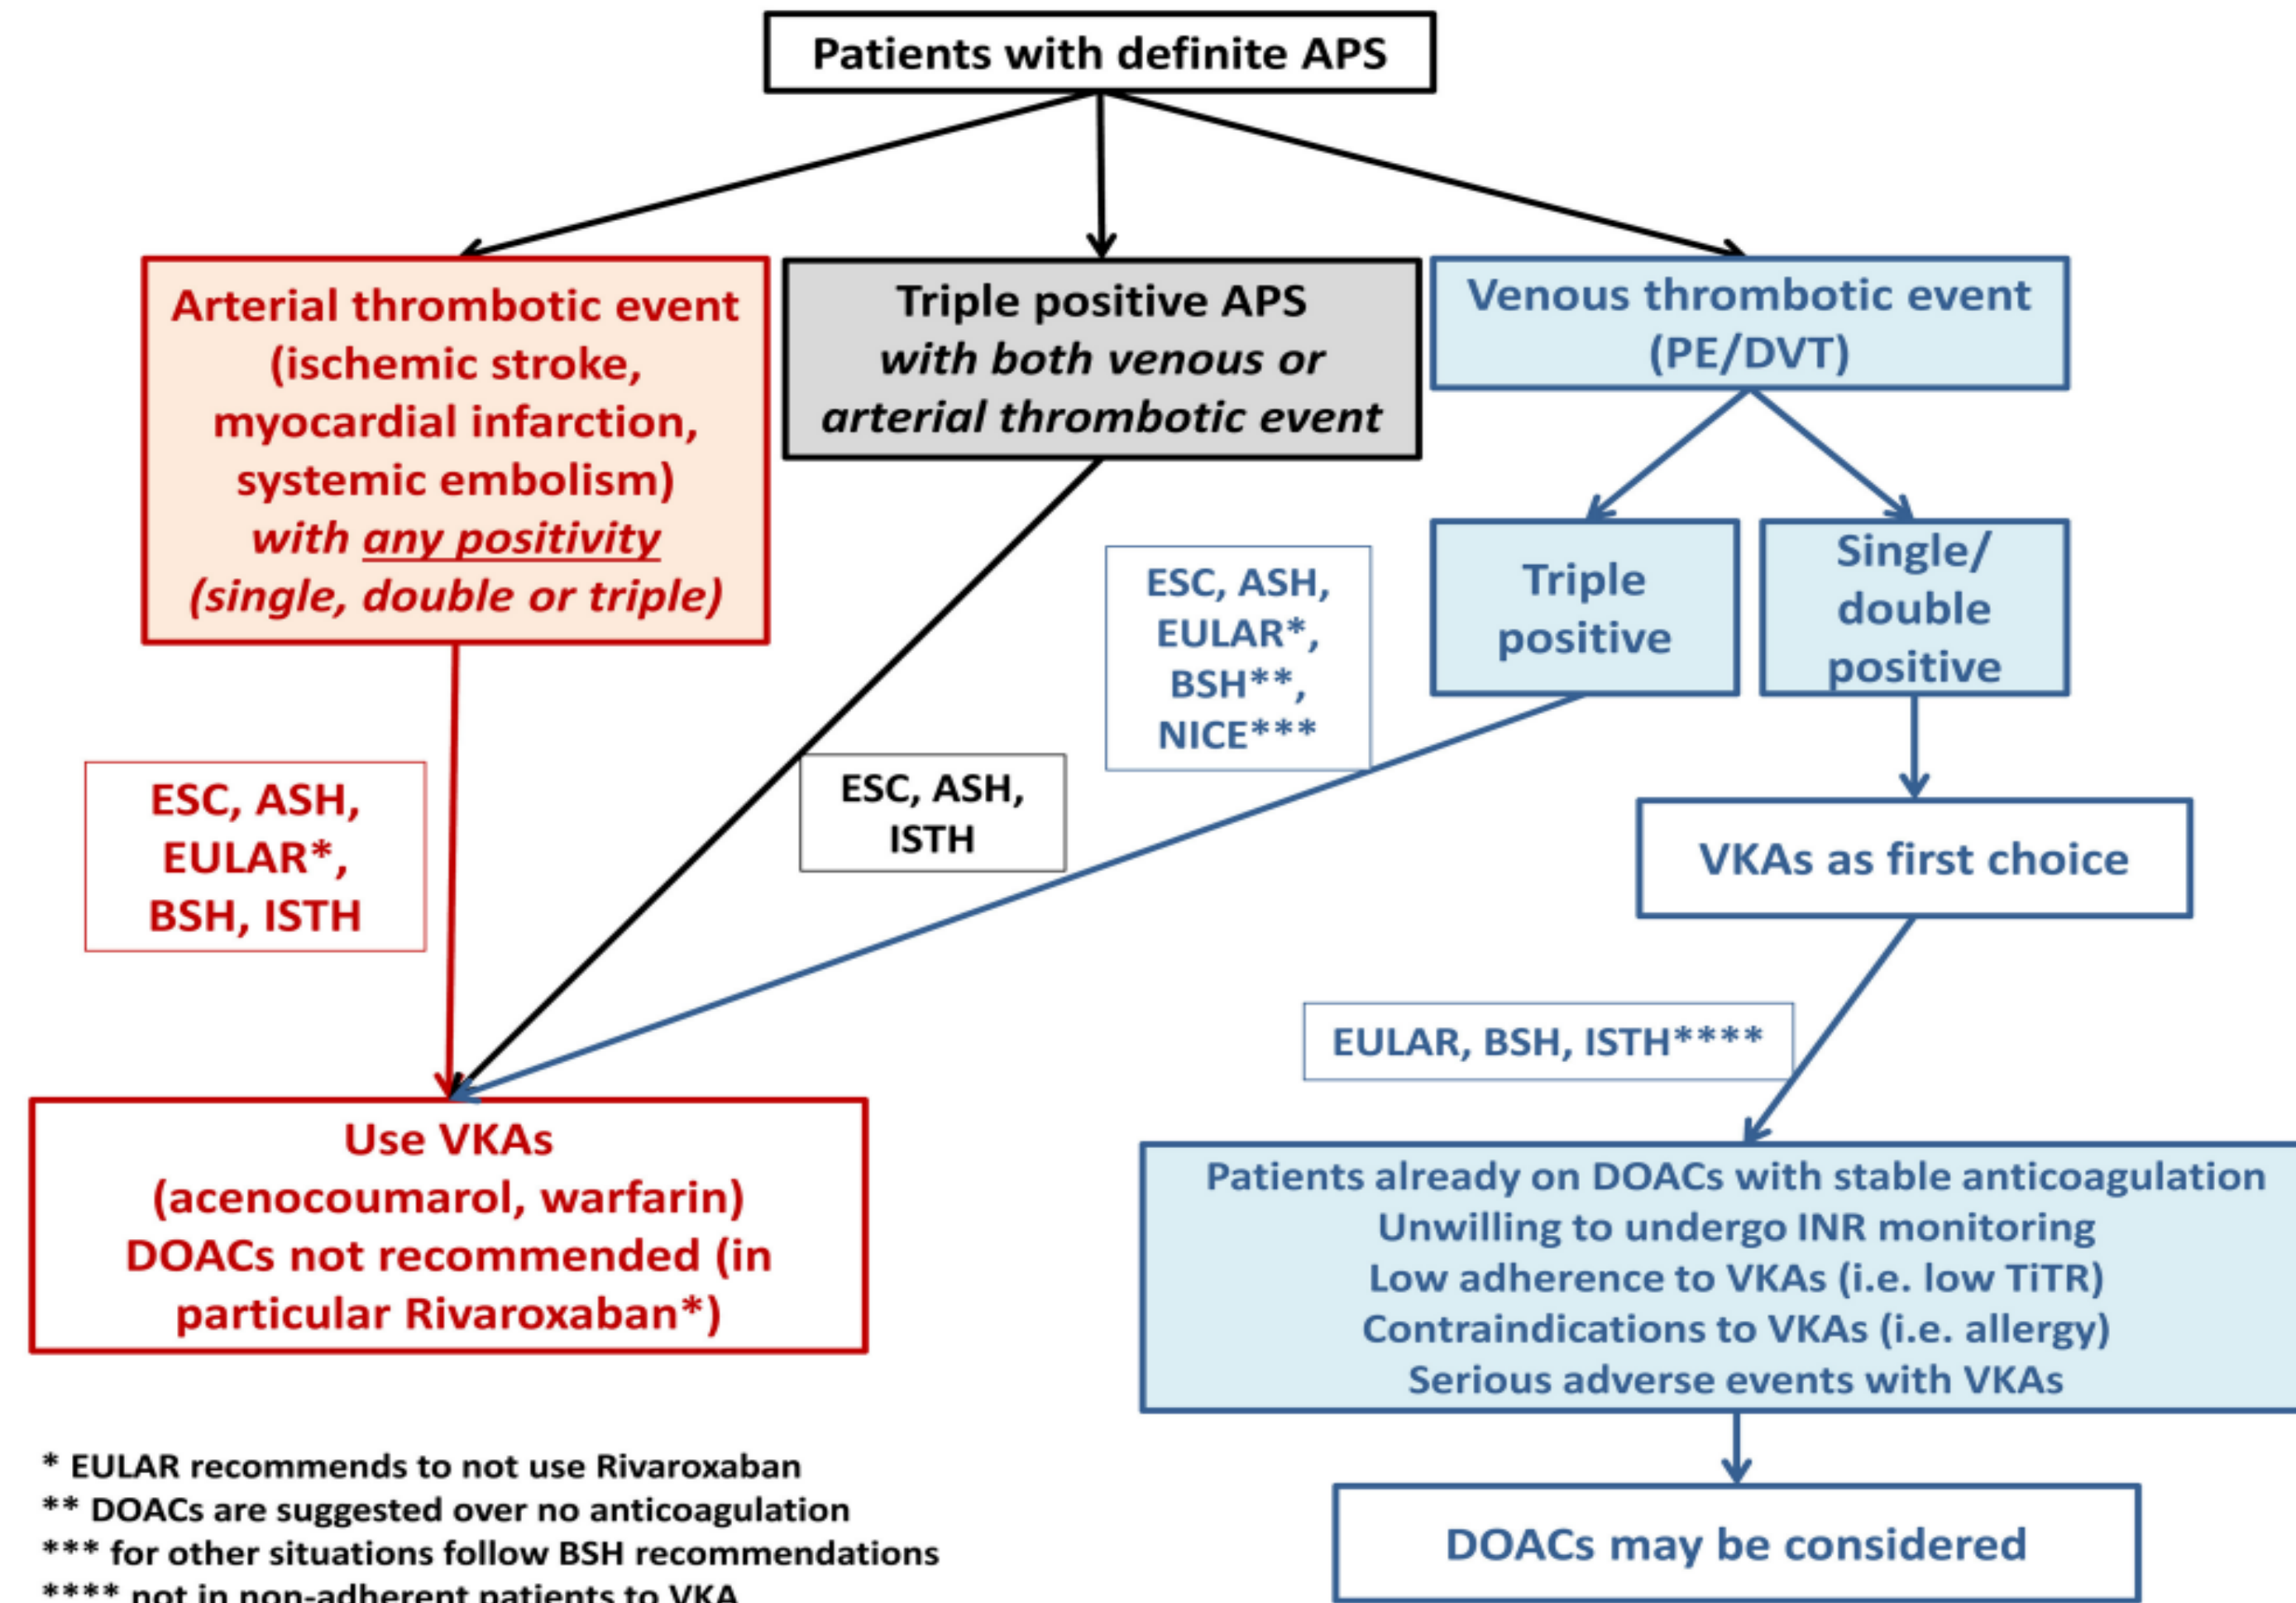 Patients with definite APS
Arterial thrombotic event
(ischemic stroke,
myocardial infarction,
systemic embolism)
with any positivity
(single, double or triple)
Triple positive APS
with both venous or
arterial thrombotic event
Venous thrombotic event
(PE/DVT)
Triple
positive
Single/
double
positive
ESC, ASH,
EULAR*,
BSH**,
NICE***
ESC, ASH,
EULAR*,
BSH, ISTH
ESC, ASH,
ISTH
VKAs as first choice
EULAR, BSH, ISTH****
Use VKAs
(acenocoumarol, warfarin)
DOACs not recommended (in
particular Rivaroxaban*)
Patients already on DOACs with stable anticoagulation
Unwilling to undergo INR monitoring
Low adherence to VKAs (i.e. low TiTR)
Contraindications to VKAs (i.e. allergy)
Serious adverse events with VKAs
DOACs may be considered
* EULAR recommends to not use Rivaroxaban
** DOACs are suggested over no anticoagulation
*** for other situations follow BSH recommendations
**** not in non-adherent patients to VKA